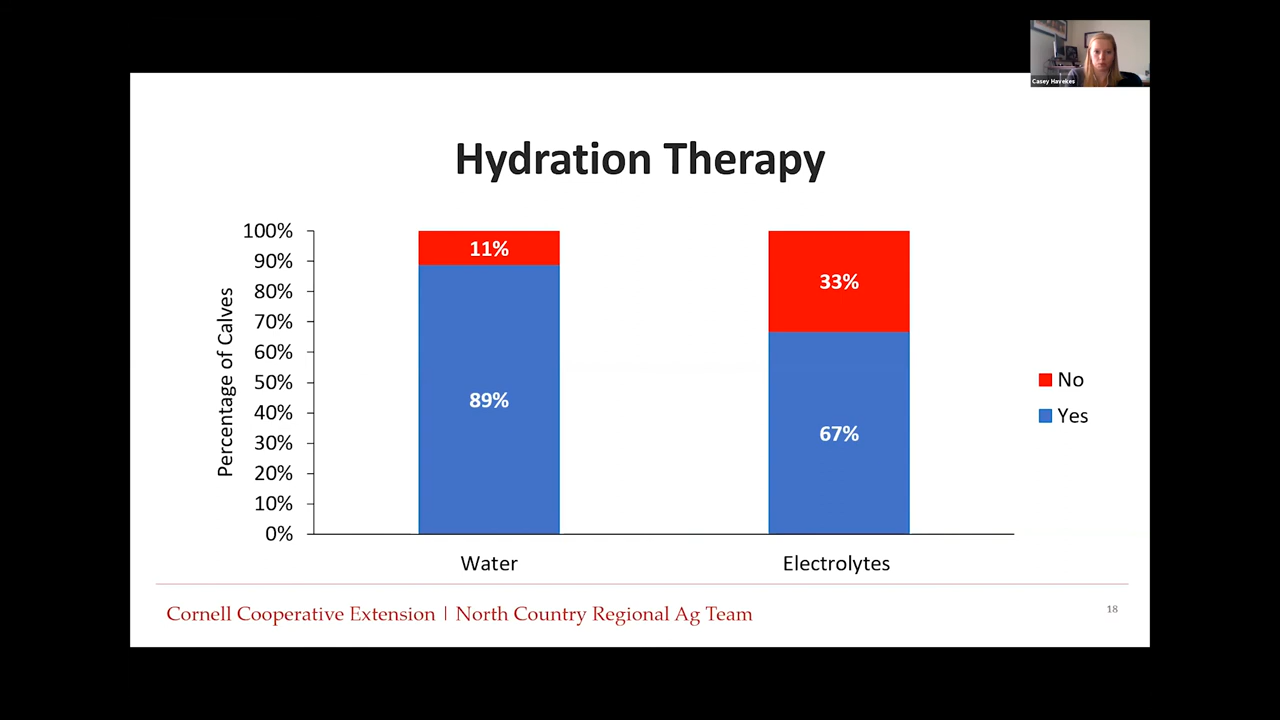 Casey Havekes
Hydration Therapy
100%
90%
80%
70%
60%
50%
40%
30%
20%
10%
0%
Percentage of Calves
11%
89%
33%
67%
No
Yes
Water
Electrolytes
Cornell Cooperative Extension | North Country Regional Ag Team
18